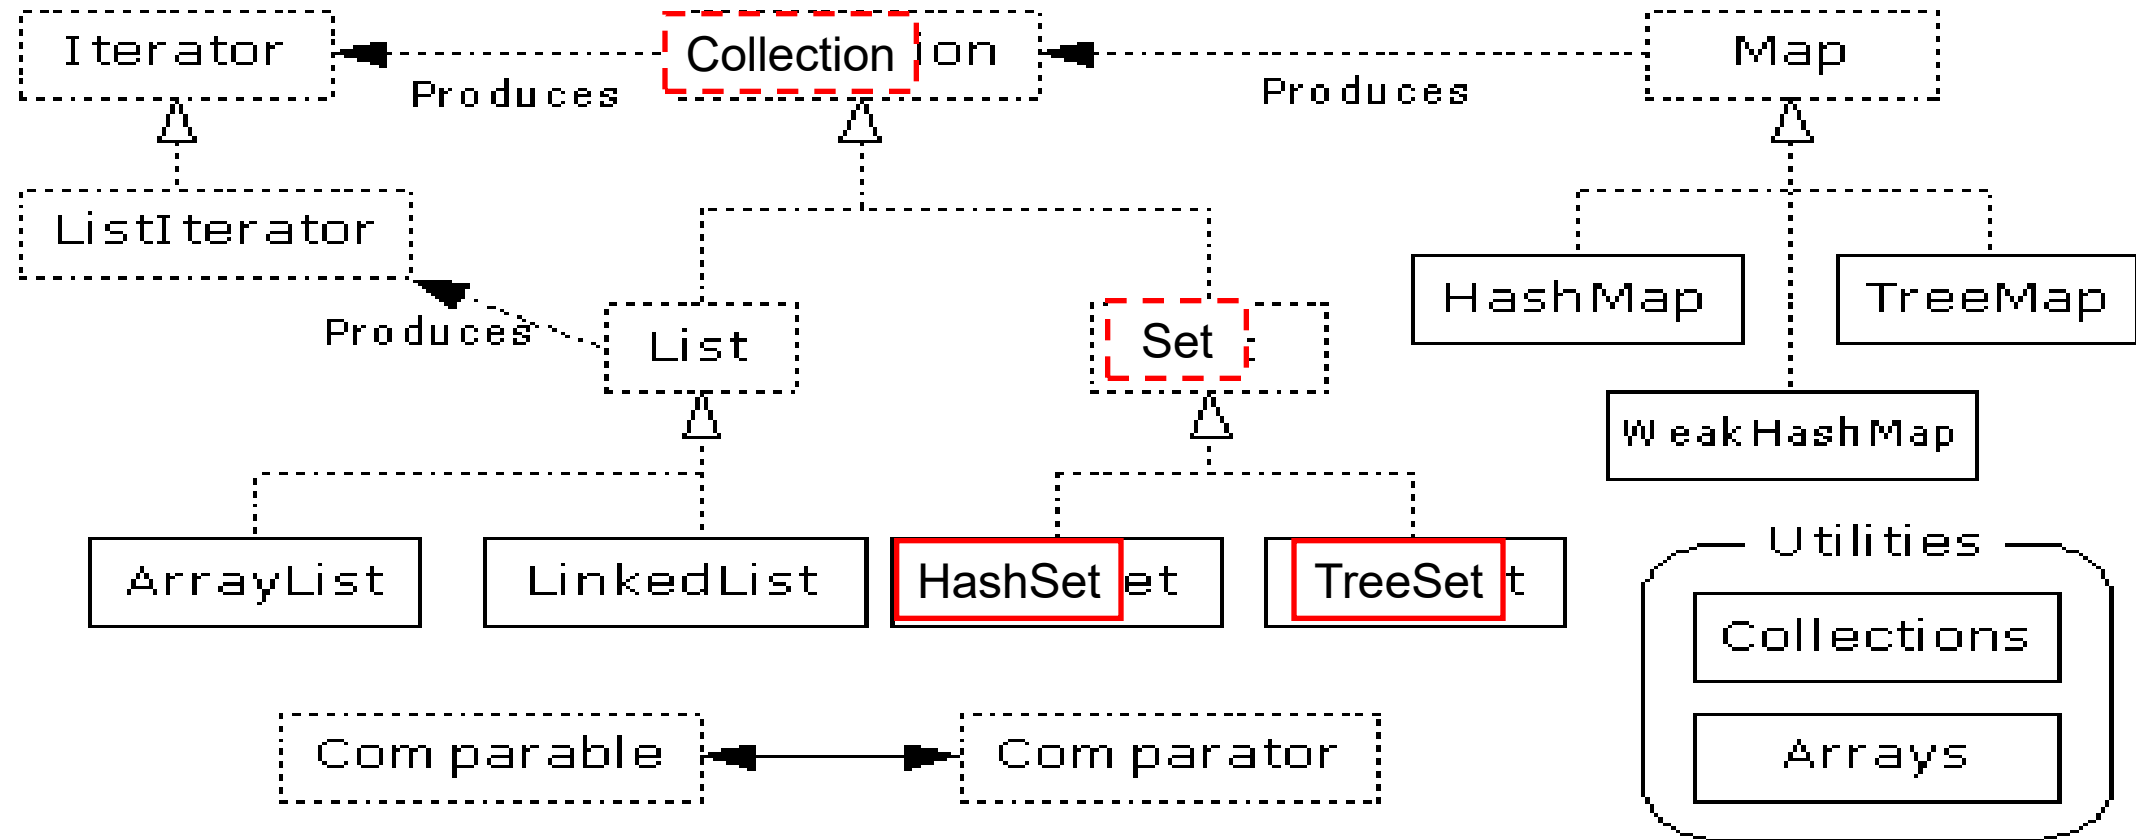 Iterator
Collection
ion
Map
Produces
Produces
ListIterator
HashMap
TreeMap
Produces
List
Set
WeakHashMap
Utilities
ArrayList
LinkedList
HashSet
et
TreeSet
t
Collections
Comparable
Comparator
Arrays